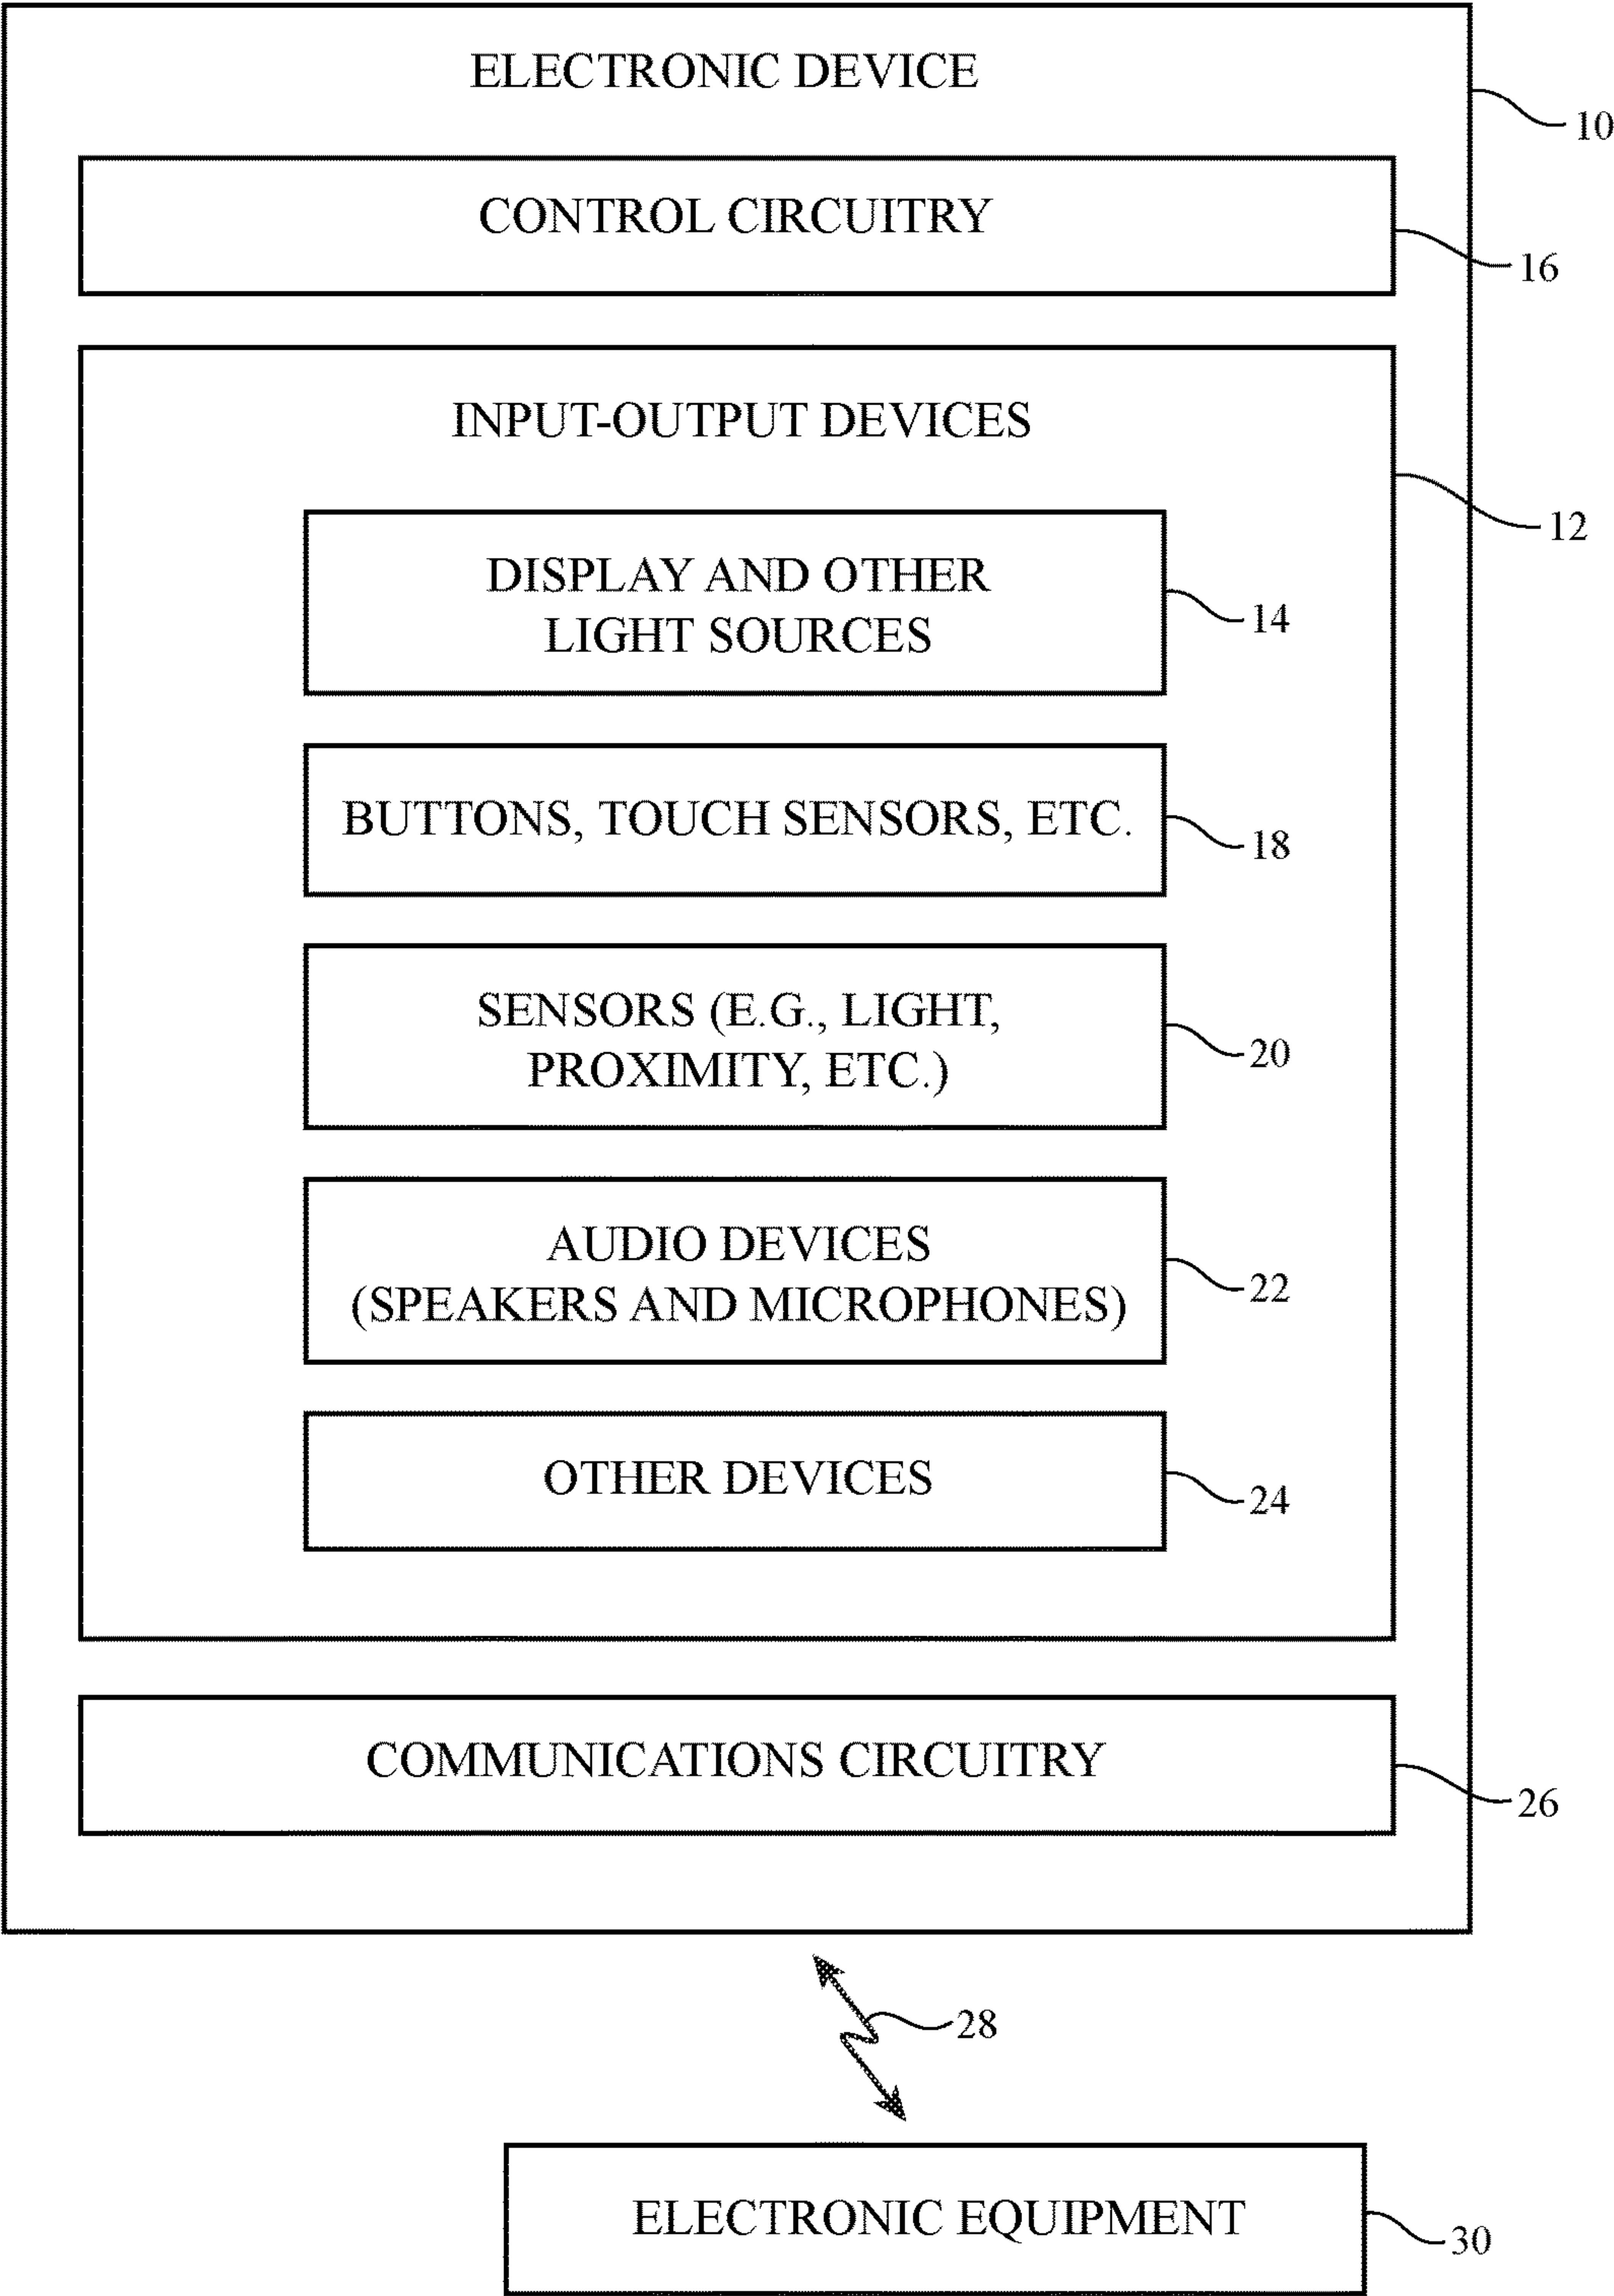 ELECTRONIC DEVICE
10
CONTROL CIRCUITRY
16
INPUT-OUTPUT DEVICES
12
DISPLAY AND OTHER
LIGHT SOURCES
14
BUTTONS, TOUCH SENSORS, ETC.
18
SENSORS (E.G., LIGHT,
PROXIMITY, ETC.)
20
AUDIO DEVICES
(SPEAKERS AND MICROPHONES)
22
OTHER DEVICES
24
COMMUNICATIONS CIRCUITRY
26
28
ELECTRONIC EQUIPMENT
30